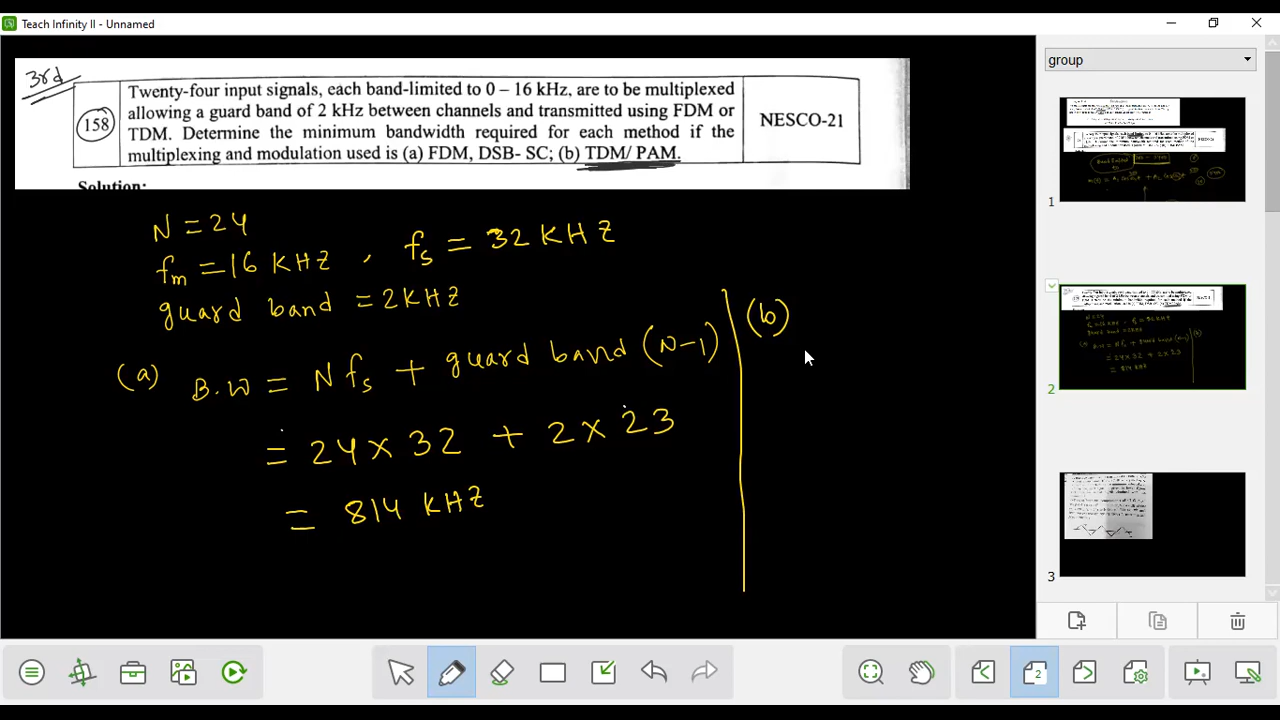 Teach Infinity II - Unnamed
group
3rd
158
Twenty-four input signals, each band-limited to 0 – 16 kHz, are to be multiplexed
allowing a guard band of 2 kHz between channels and transmitted using FDM or
TDM. Determine the minimum bandwidth required for each method if the
multiplexing and modulation used is (a) FDM, DSB- SC; (b) TDM/ PAM.
NESCO-21
Solution:
N = 24
fm = 16 KHZ , fs = 32 KHZ
guard band = 2KHZ
(a) B.W = Nfs + guard band (N-1)
= 24 x 32 + 2 x 23
= 814 KHZ
(b)
1
2
3
2